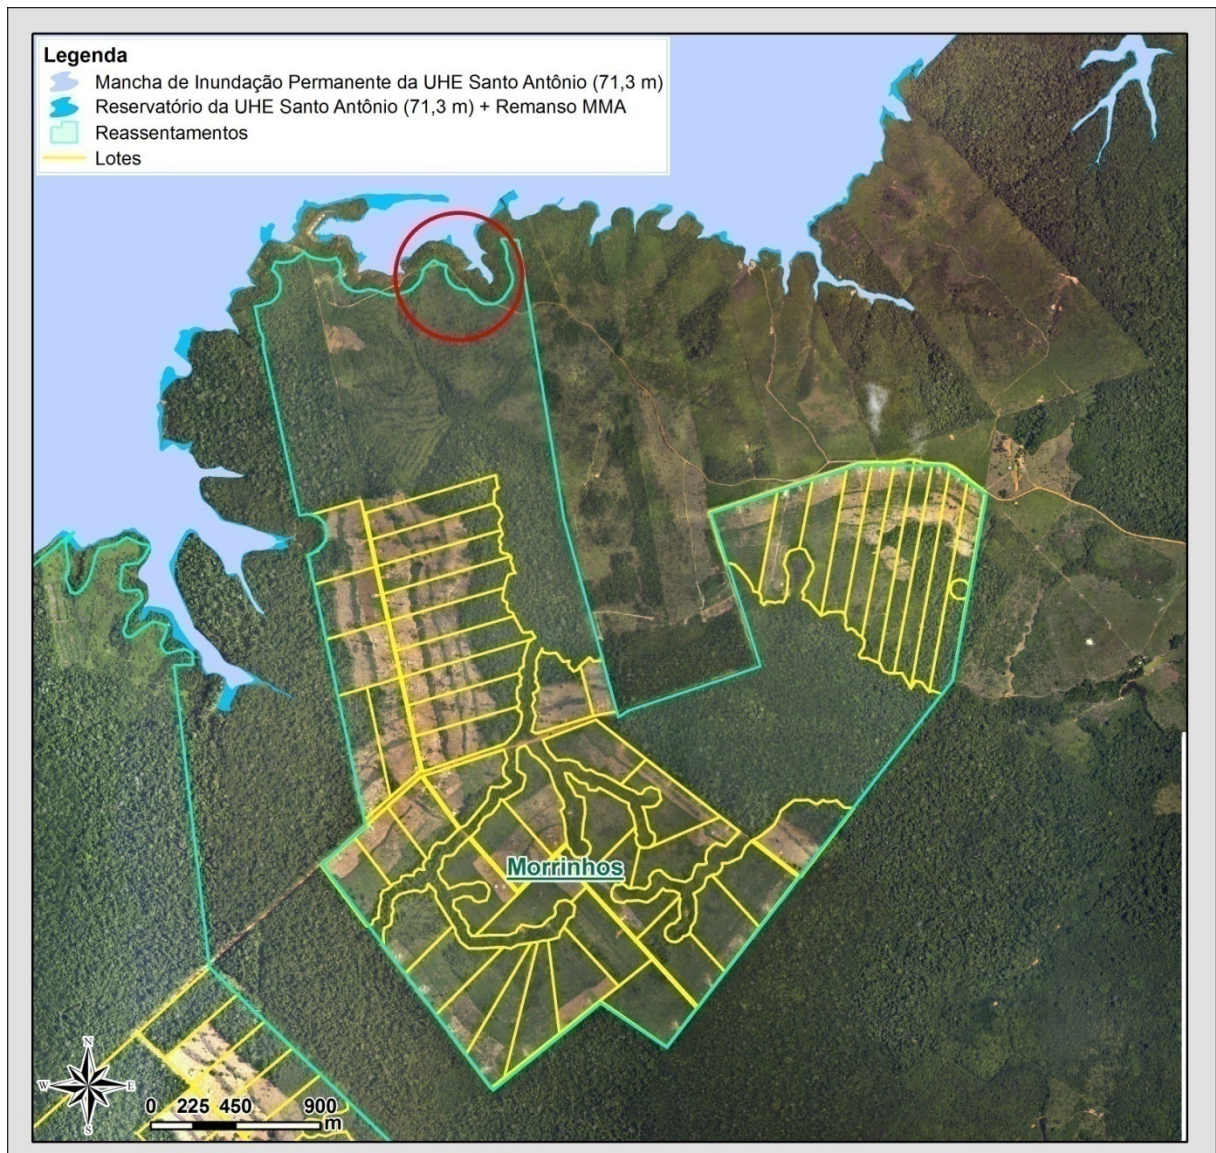 Legenda
Mancha de Inundação Permanente da UHE Santo Antônio (71,3 m)
Reservatório da UHE Santo Antônio (71,3 m) + Remanso MMA
Reassentamentos
Lotes
Morrinhos
N
W E
S
0 225 450 900
m